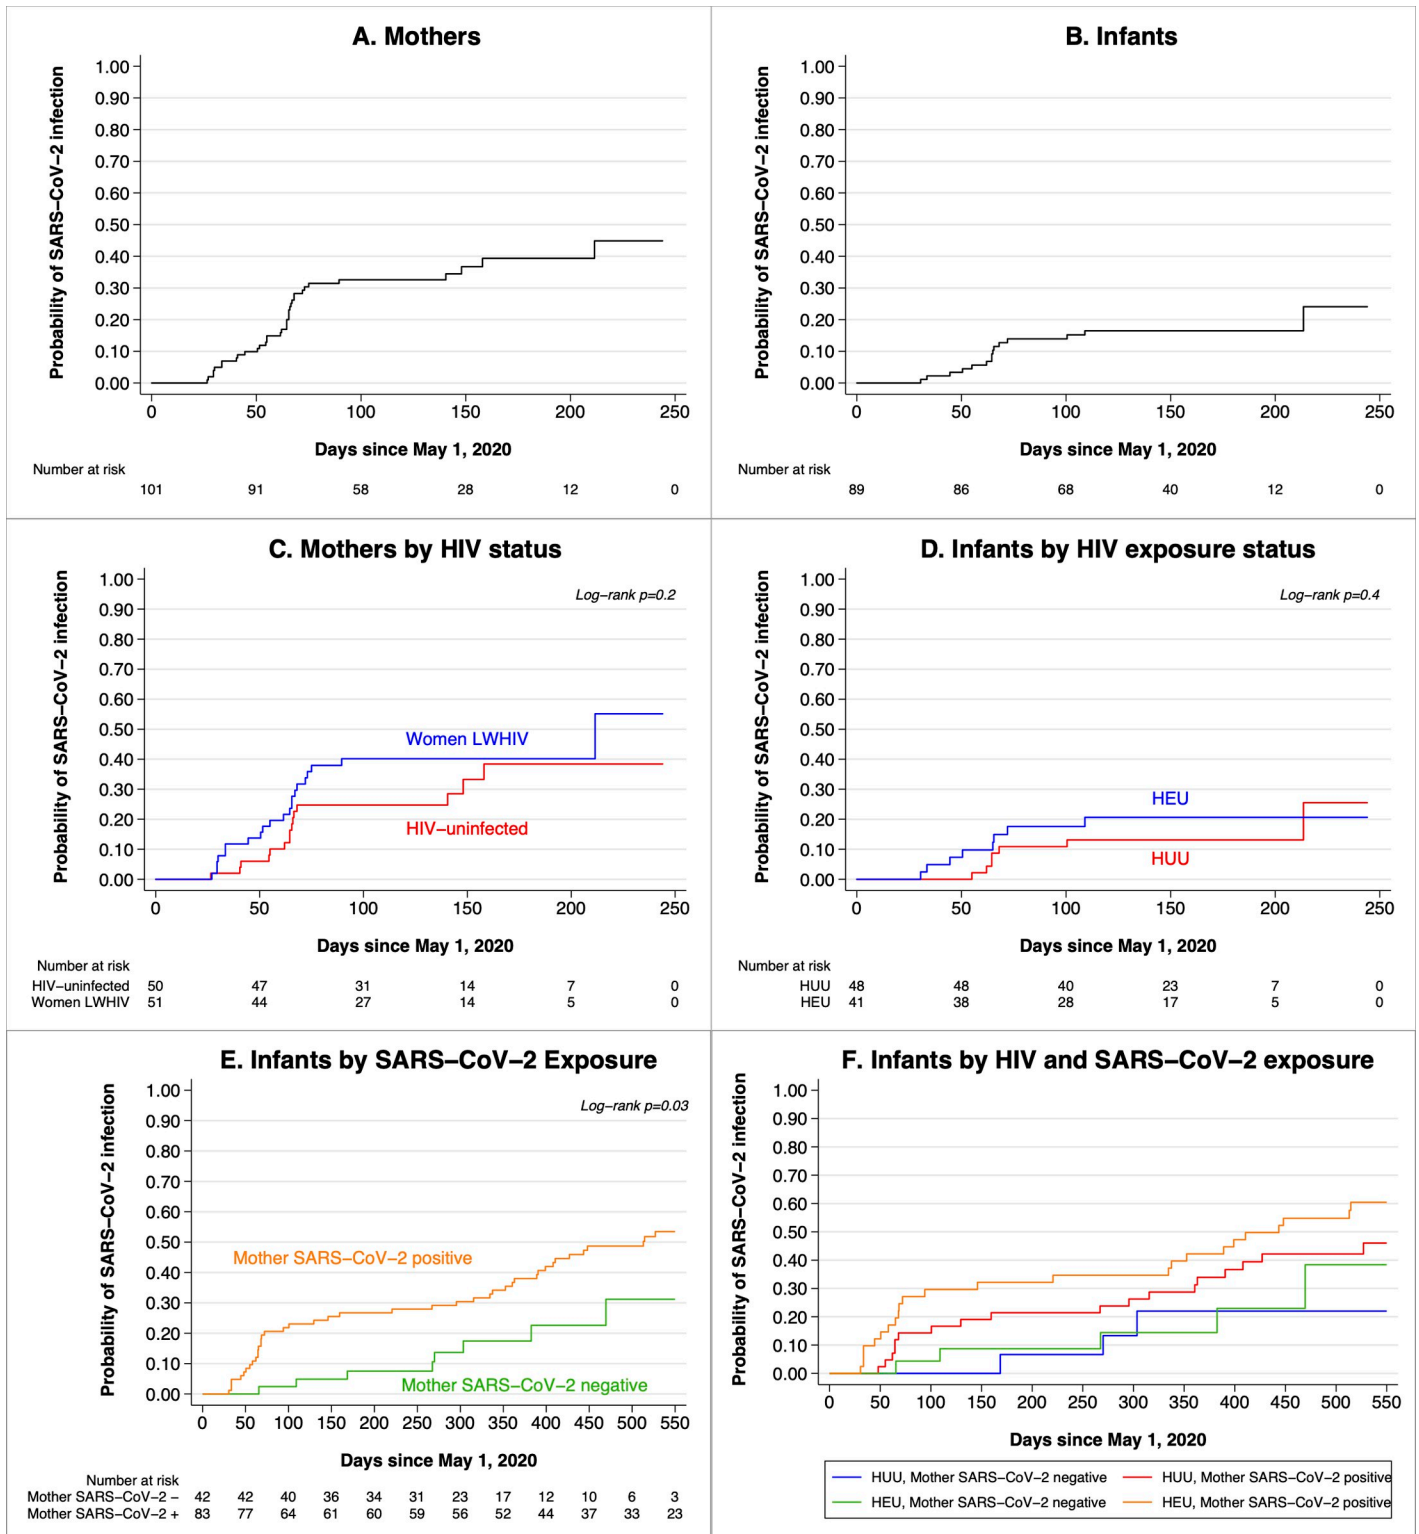 A. Mothers
Probability of SARS–CoV–2 infection
1.00
0.90
0.80
0.70
0.60
0.50
0.40
0.30
0.20
0.10
0.00
0 50 100 150 200 250
Days since May 1, 2020
Number at risk
101 91 58 28 12 0
B. Infants
Probability of SARS–CoV–2 infection
1.00
0.90
0.80
0.70
0.60
0.50
0.40
0.30
0.20
0.10
0.00
0 50 100 150 200 250
Days since May 1, 2020
Number at risk
89 86 68 40 12 0
C. Mothers by HIV status
Probability of SARS–CoV–2 infection
1.00
0.90
0.80
0.70
0.60
0.50
0.40
0.30
0.20
0.10
0.00
Log–rank p=0.2
Women LWHIV
HIV–uninfected
0 50 100 150 200 250
Days since May 1, 2020
Number at risk
HIV–uninfected 50 47 31 14 7 0
Women LWHIV 51 44 27 14 5 0
D. Infants by HIV exposure status
Probability of SARS–CoV–2 infection
1.00
0.90
0.80
0.70
0.60
0.50
0.40
0.30
0.20
0.10
0.00
Log–rank p=0.4
HEU
HUU
0 50 100 150 200 250
Days since May 1, 2020
Number at risk
HUU 48 48 40 23 7 0
HEU 41 38 28 17 5 0
E. Infants by SARS–CoV–2 Exposure
Probability of SARS–CoV–2 infection
1.00
0.90
0.80
0.70
0.60
0.50
0.40
0.30
0.20
0.10
0.00
Log–rank p=0.03
Mother SARS–CoV–2 positive
Mother SARS–CoV–2 negative
0 50 100 150 200 250 300 350 400 450 500 550
Days since May 1, 2020
Number at risk
Mother SARS–CoV–2 – 42 42 40 36 34 31 23 17 12 10 6 3
Mother SARS–CoV–2 + 83 77 64 61 60 59 56 52 44 37 33 23
F. Infants by HIV and SARS–CoV–2 exposure
Probability of SARS–CoV–2 infection
1.00
0.90
0.80
0.70
0.60
0.50
0.40
0.30
0.20
0.10
0.00
0 50 100 150 200 250 300 350 400 450 500 550
Days since May 1, 2020
HUU, Mother SARS–CoV–2 negative HUU, Mother SARS–CoV–2 positive
HEU, Mother SARS–CoV–2 negative HEU, Mother SARS–CoV–2 positive